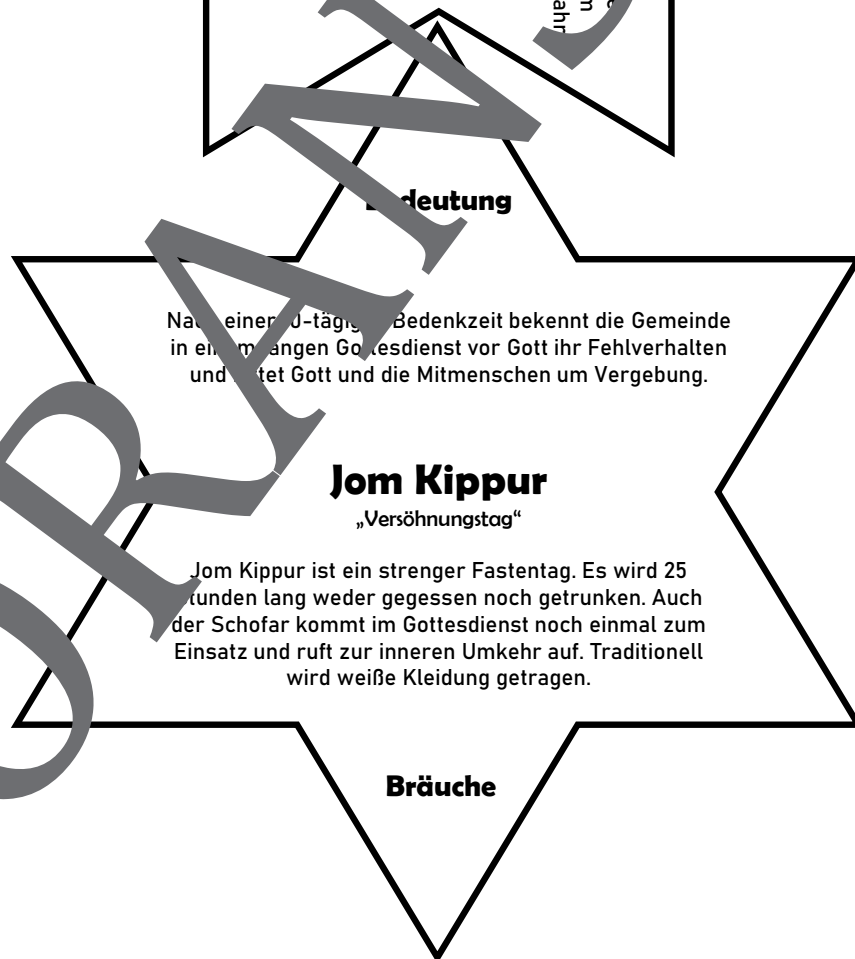 Bedeutung
Nach einer 10-tägigen Bedenkzeit bekennt die Gemeinde
in einem langen Gottesdienst vor Gott ihr Fehlverhalten
und bittet Gott und die Mitmenschen um Vergebung.
Jom Kippur
„Versöhnungstag“
Jom Kippur ist ein strenger Fastentag. Es wird 25
Stunden lang weder gegessen noch getrunken. Auch
der Schofar kommt im Gottesdienst noch einmal zum
Einsatz und ruft zur inneren Umkehr auf. Traditionell
wird weiße Kleidung getragen.
Bräuche